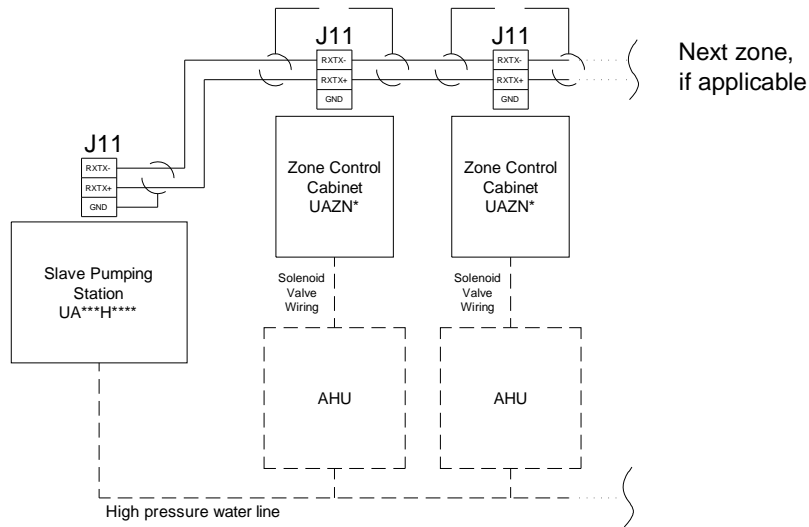 J11
J11
RXTX-
RXTX-
RXTX+
RXTX+
GND
GND
Next zone,
if applicable
J11
RXTX-
RXTX+
GND
Zone Control
Cabinet
UAZN*
Zone Control
Cabinet
UAZN*
Slave Pumping
Station
UA***H****
Solenoid
Valve
Wiring
Solenoid
Valve
Wiring
AHU
AHU
High pressure water line